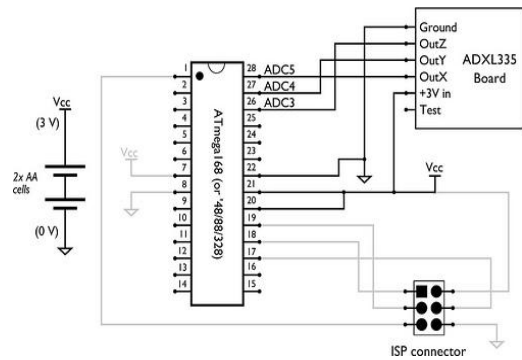 Vcc
(3 V)
2x AA
cells
(0 V)
Vcc
1
2
3
4
5
6
7
8
9
10
11
12
13
14
ATmega168 (or '48/88/328)
28
27
26
25
24
23
22
21
20
19
18
17
16
15
ADC5
ADC4
ADC3
Ground
OutZ
OutY
OutX
+3V in
Test
ADXL335
Board
Vcc
ISP connector